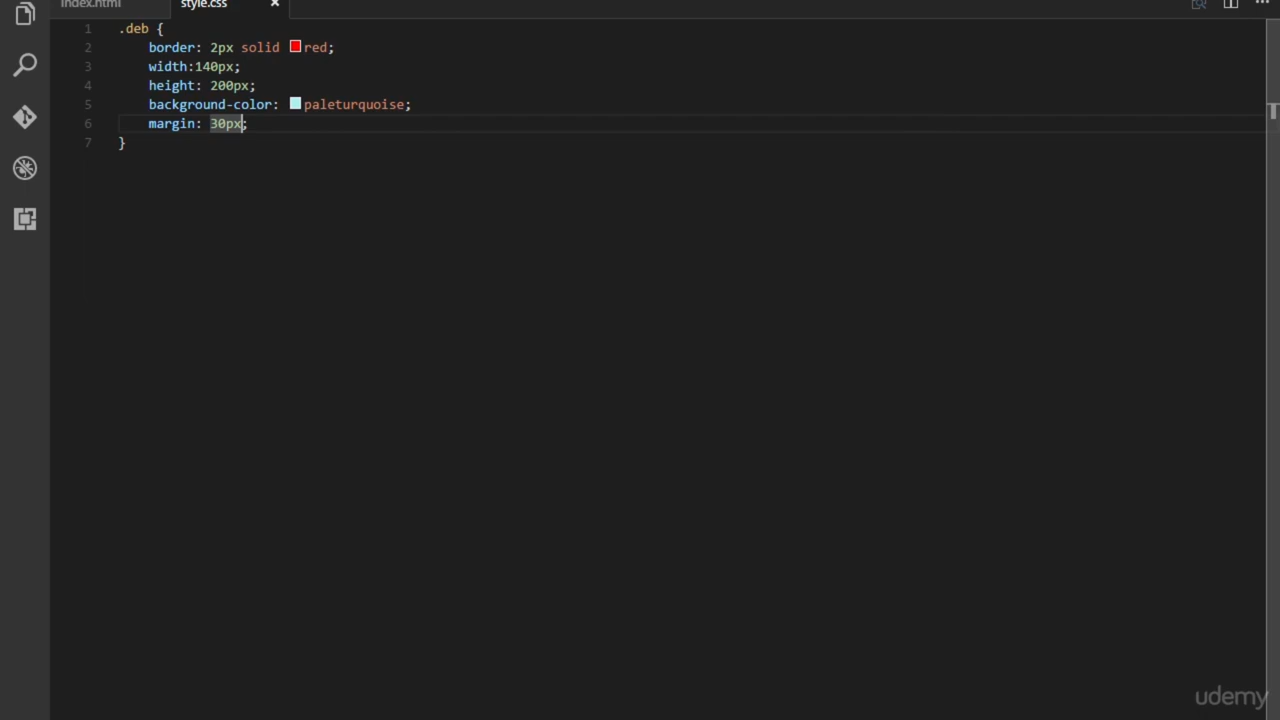 index.html style.css ×
1 .deb {
2 border: 2px solid red;
3 width:140px;
4 height: 200px;
5 background-color: paleturquoise;
6 margin: 30px;
7 }
udemy